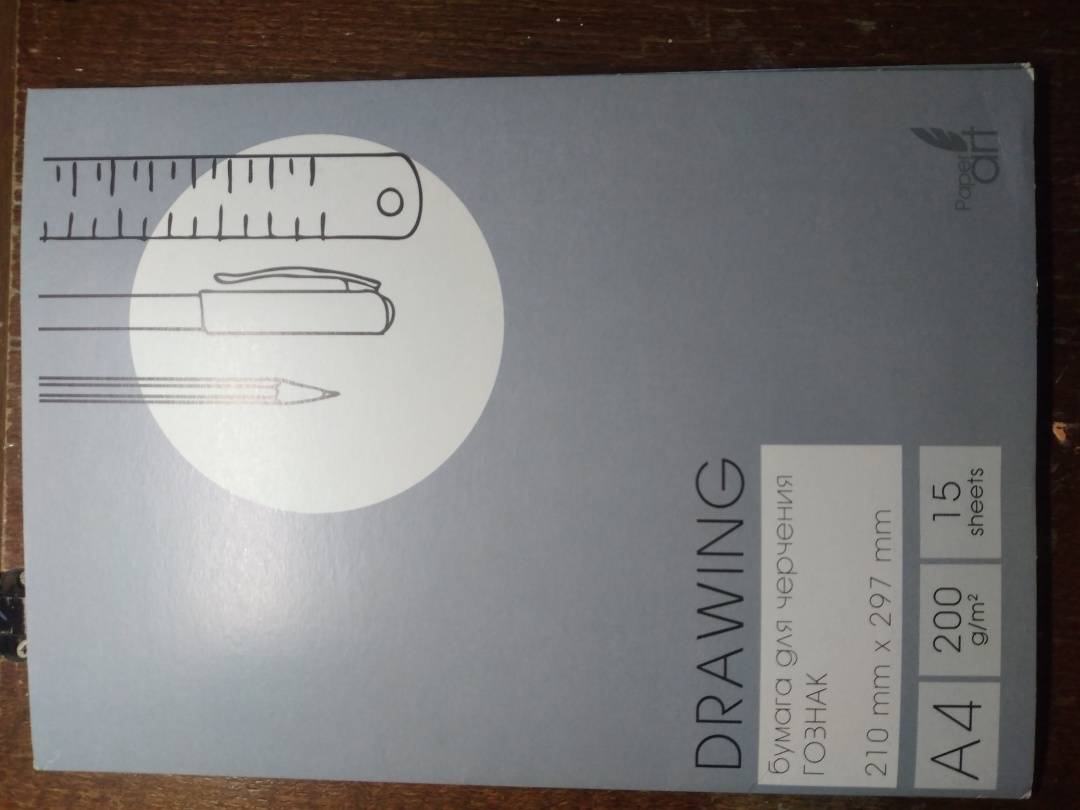 Paper
art
DRAWING
бумага для черчения
ГОЗНАК
210 mm x 297 mm
A4
200
g/m²
15
sheets